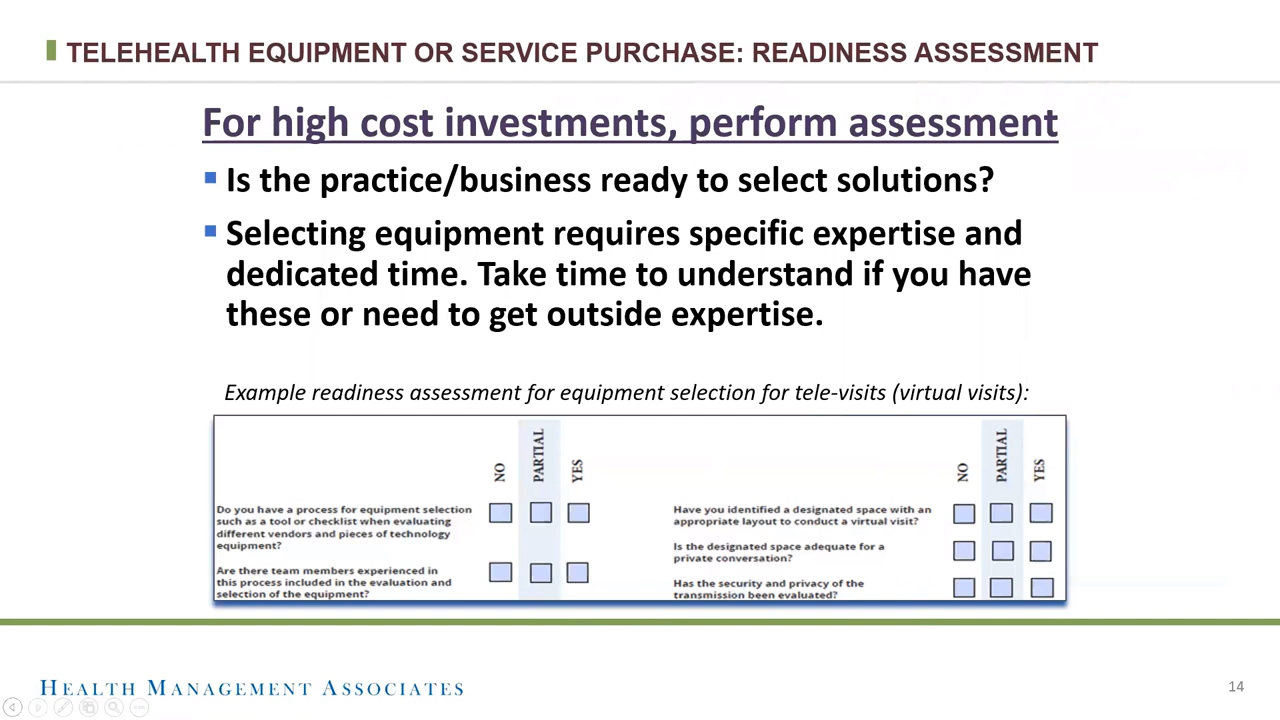 TELEHEALTH EQUIPMENT OR SERVICE PURCHASE: READINESS ASSESSMENT
For high cost investments, perform assessment
Is the practice/business ready to select solutions?
Selecting equipment requires specific expertise and
dedicated time. Take time to understand if you have
these or need to get outside expertise.
Example readiness assessment for equipment selection for tele-visits (virtual visits):
NO
PARTIAL
YES
Do you have a process for equipment selection
such as a tool or checklist when evaluating
different vendors and pieces of technology
equipment?
Are there team members experienced in
this process included in the evaluation and
selection of the equipment?
NO
PARTIAL
YES
Have you identified a designated space with an
appropriate layout to conduct a virtual visit?
Is the designated space adequate for a
private conversation?
Has the security and privacy of the
transmission been evaluated?
HEALTH MANAGEMENT ASSOCIATES
14